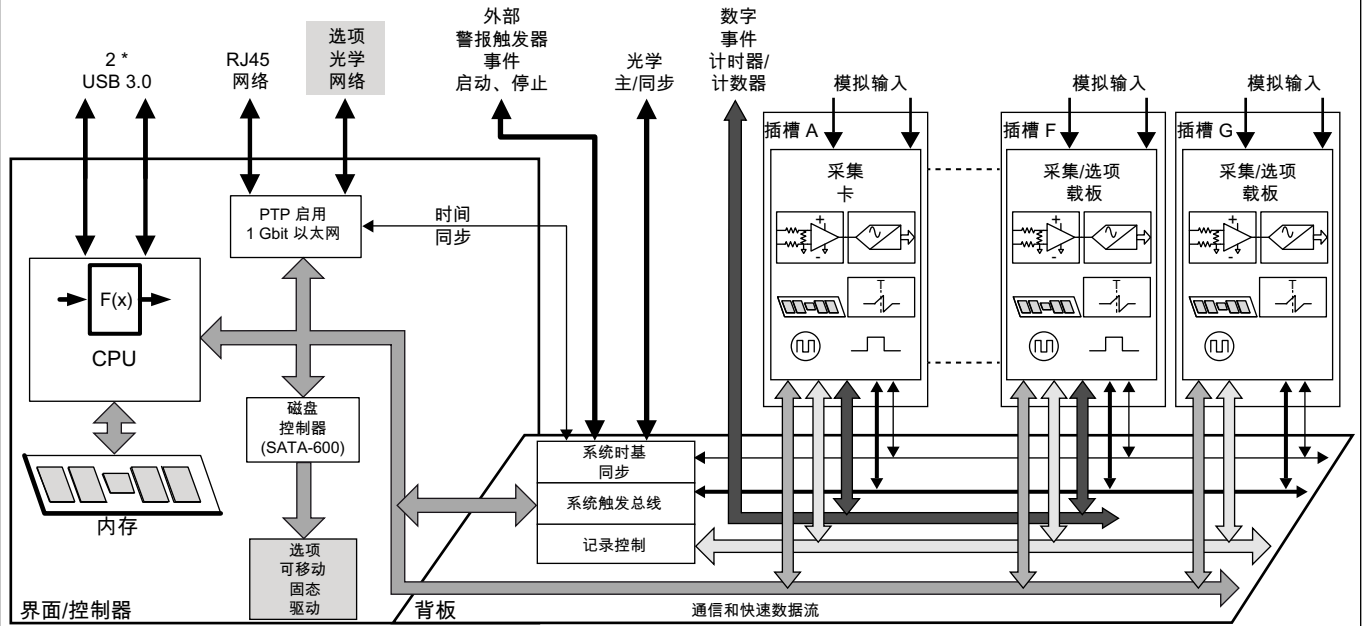 2 *
USB 3.0
RJ45
网络
选项
光学
网络
外部
警报触发器
事件
启动、停止
光学
主/同步
数字
事件
计时器/
计数器
模拟输入
模拟输入
模拟输入
插槽 A
插槽 F
插槽 G
采集
卡
采集/选项
载板
采集/选项
载板
+
-
+
-
+
-
T
T
T
PTP 启用
1 Gbit 以太网
时间
同步
F(x)
CPU
磁盘
控制器
(SATA-600)
内存
选项
可移动
固态
驱动
系统时基
同步
系统触发总线
记录控制
界面/控制器
背板
通信和快速数据流